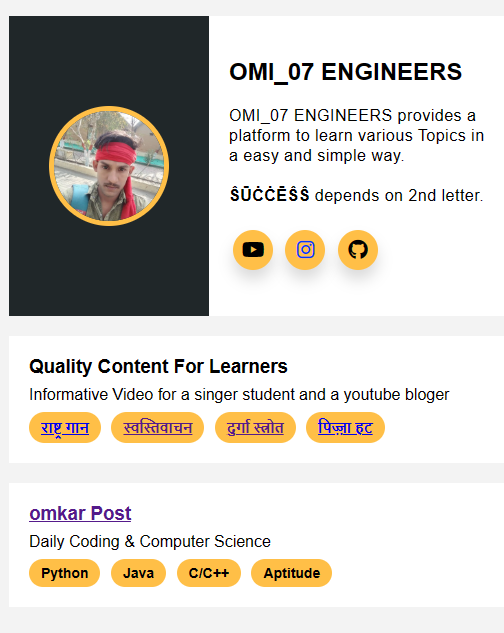 OMI_07 ENGINEERS
OMI_07 ENGINEERS provides a
platform to learn various Topics in
a easy and simple way.
ŜŪĊĊĒŜŜ depends on 2nd letter.
Quality Content For Learners
Informative Video for a singer student and a youtube bloger
राष्ट्र गान स्वस्तिवाचन दुर्गा स्त्रोत पिज़्ज़ा हट
omkar Post
Daily Coding & Computer Science
Python Java C/C++ Aptitude